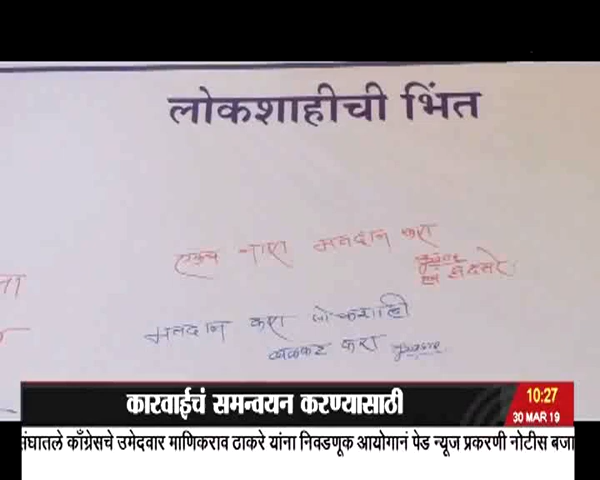 लोकशाहीची भिंत
एकच नारा मतदान करा
मतदान करा लोकशाही
बळकट करा
कारवाईचं समन्वयन करण्यासाठी
10:27
30 MAR 19
संघातले काँग्रेसचे उमेदवार माणिकराव ठाकरे यांना निवडणूक आयोगानं पेड न्यूज प्रकरणी नोटीस बजा